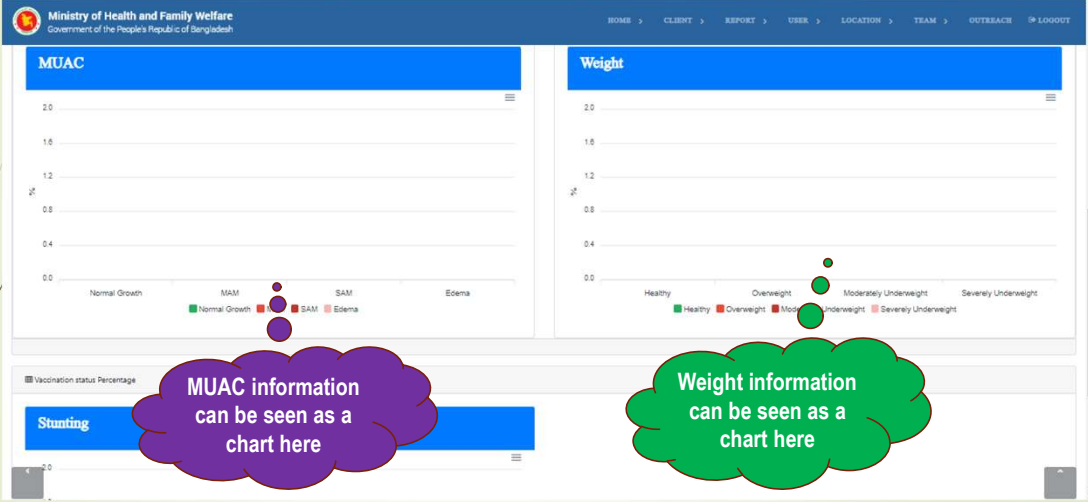 Ministry of Health and Family Welfare
Government of the People's Republic of Bangladesh
HOME CLIENT REPORT USER LOCATION TEAM OUTREACH LOGOUT
MUAC
2.0
1.6
1.2
%
0.8
0.4
0.0
Normal Growth MAM SAM Edema
Normal Growth SAM Edema
Weight
2.0
1.6
1.2
%
0.8
0.4
0.0
Healthy Overweight Moderately Underweight Severely Underweight
Healthy Overweight Underweight Severely Underweight
MUAC information
can be seen as a
chart here
Weight information
can be seen as a
chart here
Vaccination status Percentage
Stunting
2.0